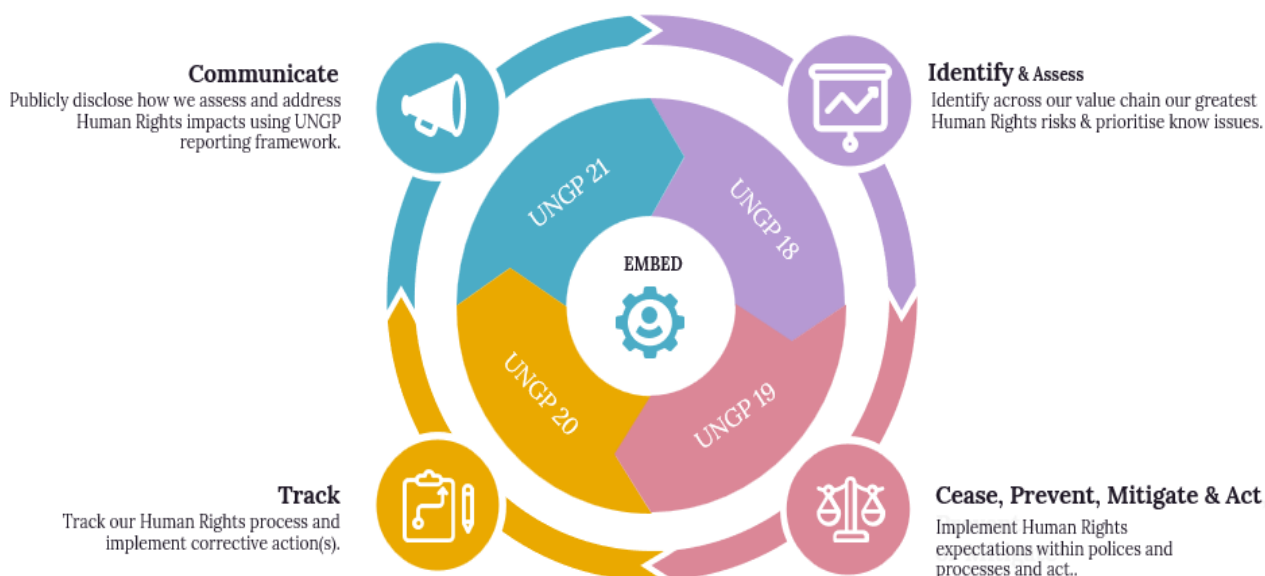 Communicate
Publicly disclose how we assess and address
Human Rights impacts using UNGP
reporting framework.
Identify & Assess
Identify across our value chain our greatest
Human Rights risks & prioritise know issues.
UNGP 21
UNGP 18
EMBED
UNGP 20
UNGP 19
Track
Track our Human Rights process and
implement corrective action(s).
Cease, Prevent, Mitigate & Act
Implement Human Rights
expectations within polices and
processes and act..